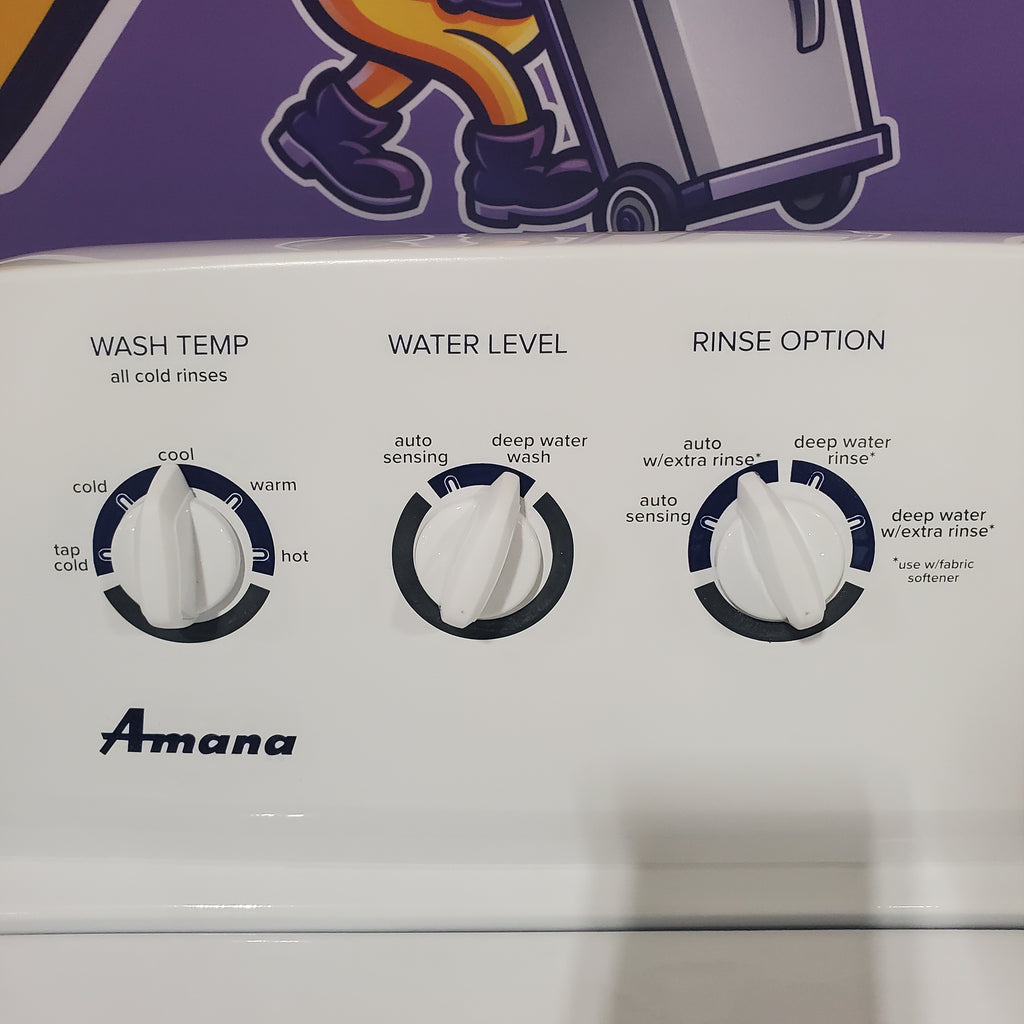 WASH TEMP
all cold rinses
cool
cold
warm
tap
cold
hot
WATER LEVEL
auto
sensing
deep water
wash
RINSE OPTION
auto
w/extra rinse*
deep water
rinse*
auto
sensing
deep water
w/extra rinse*
*use w/fabric
softener
Amana